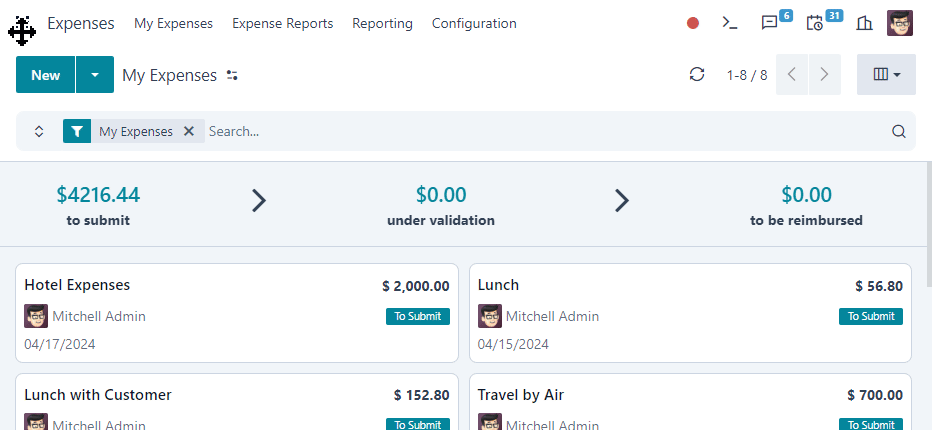 Expenses My Expenses Expense Reports Reporting Configuration 6 31
New My Expenses 1-8 / 8
My Expenses Search...
$4216.44 $0.00 $0.00
to submit under validation to be reimbursed
Hotel Expenses $ 2,000.00
Mitchell Admin To Submit
04/17/2024
Lunch $ 56.80
Mitchell Admin To Submit
04/15/2024
Lunch with Customer $ 152.80
Mitchell Admin To Submit
Travel by Air $ 700.00
Mitchell Admin To Submit